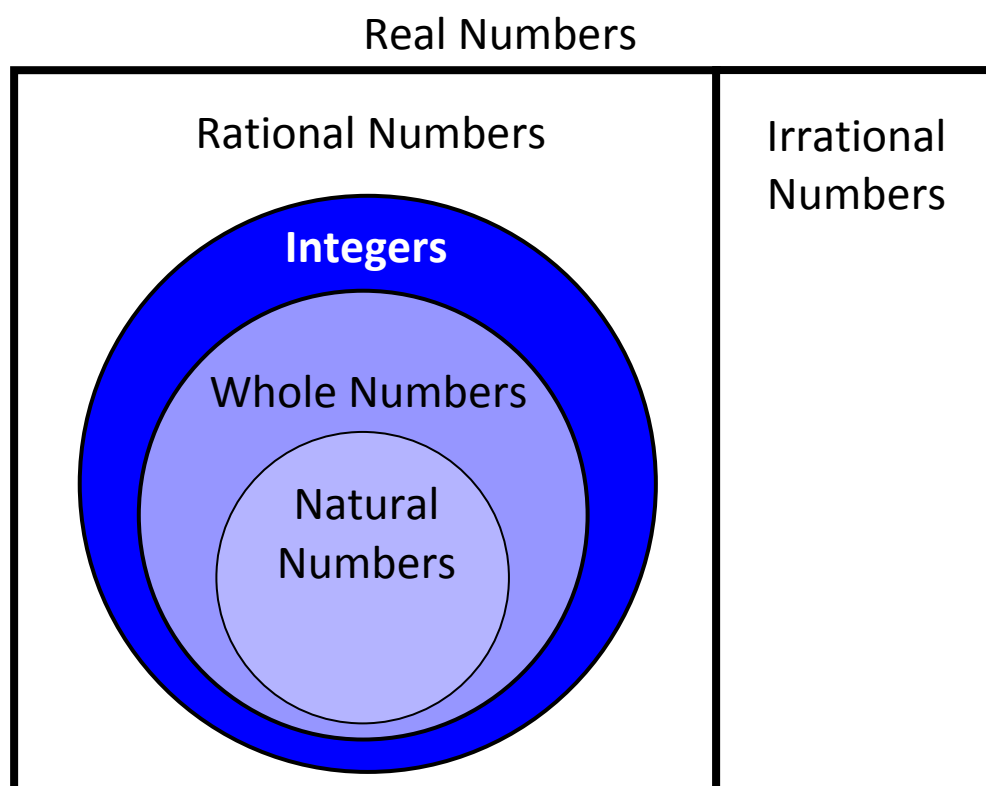 Real Numbers
Rational Numbers
Irrational
Numbers
Integers
Whole Numbers
Natural
Numbers